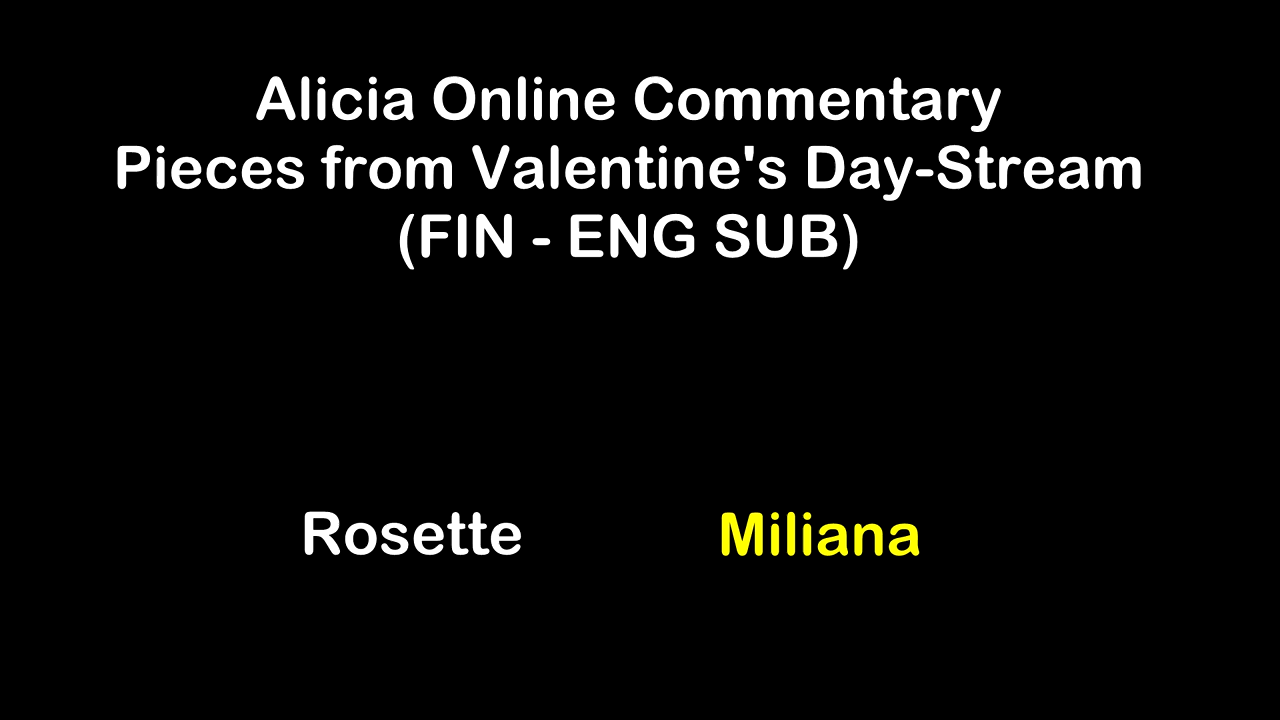 Alicia Online Commentary
Pieces from Valentine's Day-Stream
(FIN - ENG SUB)
Rosette Miliana